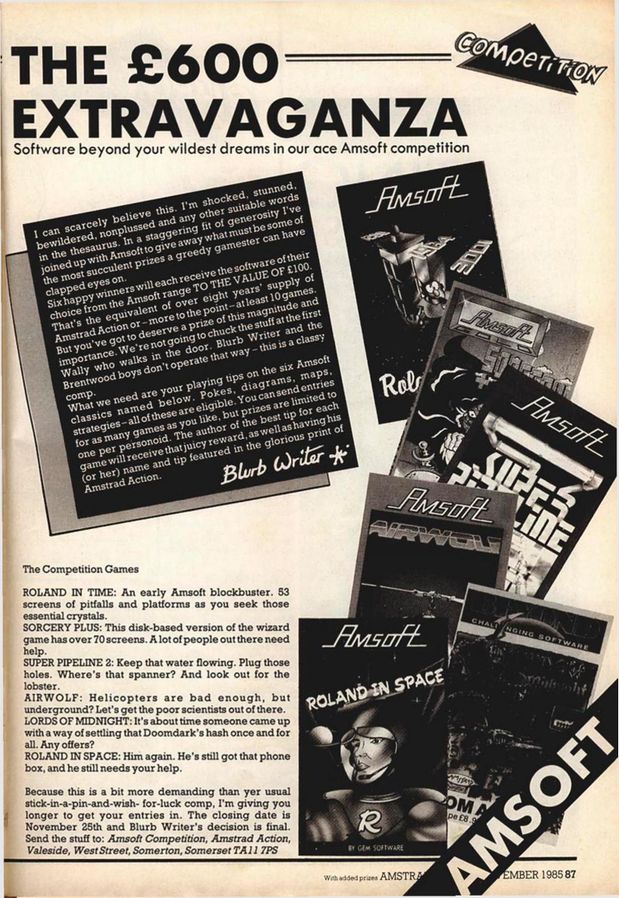 THE £600
COMPETITION
EXTRAVAGANZA
Software beyond your wildest dreams in our ace Amsoft competition
I can scarcely believe this. I'm shocked, stunned,
bewildered, nonplussed and any other suitable words
in the thesaurus. In a staggering fit of generosity I've
joined up with Amsoft to give away what must be some of
the most succulent prizes a greedy gamester can have
clapped eyes on.
Six happy winners will each receive the software of their
choice from the Amsoft range TO THE VALUE OF £100.
That's the equivalent of over eight years' supply of
Amstrad Action or – more to the point – at least 10 games.
But you've got to deserve a prize of this magnitude and
importance. We're not going to chuck the stuff at the first
Wally who walks in the door. Blurb Writer and the
Brentwood boys don't operate that way – this is a classy
comp.
What we need are your playing tips on the six Amsoft
classics named below. Pokes, diagrams, maps,
strategies – all of these are eligible. You can send entries
for as many games as you like, but prizes are limited to
one per personoid. The author of the best tip for each
game will receive that juicy reward, as well as having his
(or her) name and tip featured in the glorious print of
Amstrad Action.
Blurb Writer
Amsoft
Rol
Amsoft
Amsoft
SUPER
PIPELINE
Amsoft
AIRWOLF
CHALLENGING SOFTWARE
Amsoft
ROLAND IN SPACE
R
BY GEM SOFTWARE
AMSOFT
The Competition Games
ROLAND IN TIME: An early Amsoft blockbuster. 53
screens of pitfalls and platforms as you seek those
essential crystals.
SORCERY PLUS: This disk-based version of the wizard
game has over 70 screens. A lot of people out there need
help.
SUPER PIPELINE 2: Keep that water flowing. Plug those
holes. Where's that spanner? And look out for the
lobster.
AIRWOLF: Helicopters are bad enough, but
underground? Let's get the poor scientists out of there.
LORDS OF MIDNIGHT: It's about time someone came up
with a way of settling that Doomdark's hash once and for
all. Any offers?
ROLAND IN SPACE: Him again. He's still got that phone
box, and he still needs your help.
Because this is a bit more demanding than yer usual
stick-in-a-pin-and-wish- for-luck comp, I'm giving you
longer to get your entries in. The closing date is
November 25th and Blurb Writer's decision is final.
Send the stuff to: Amsoft Competition, Amstrad Action,
Valeside, West Street, Somerton, Somerset TA11 7PS
With added prizes AMSTRA EMBER 1985 87